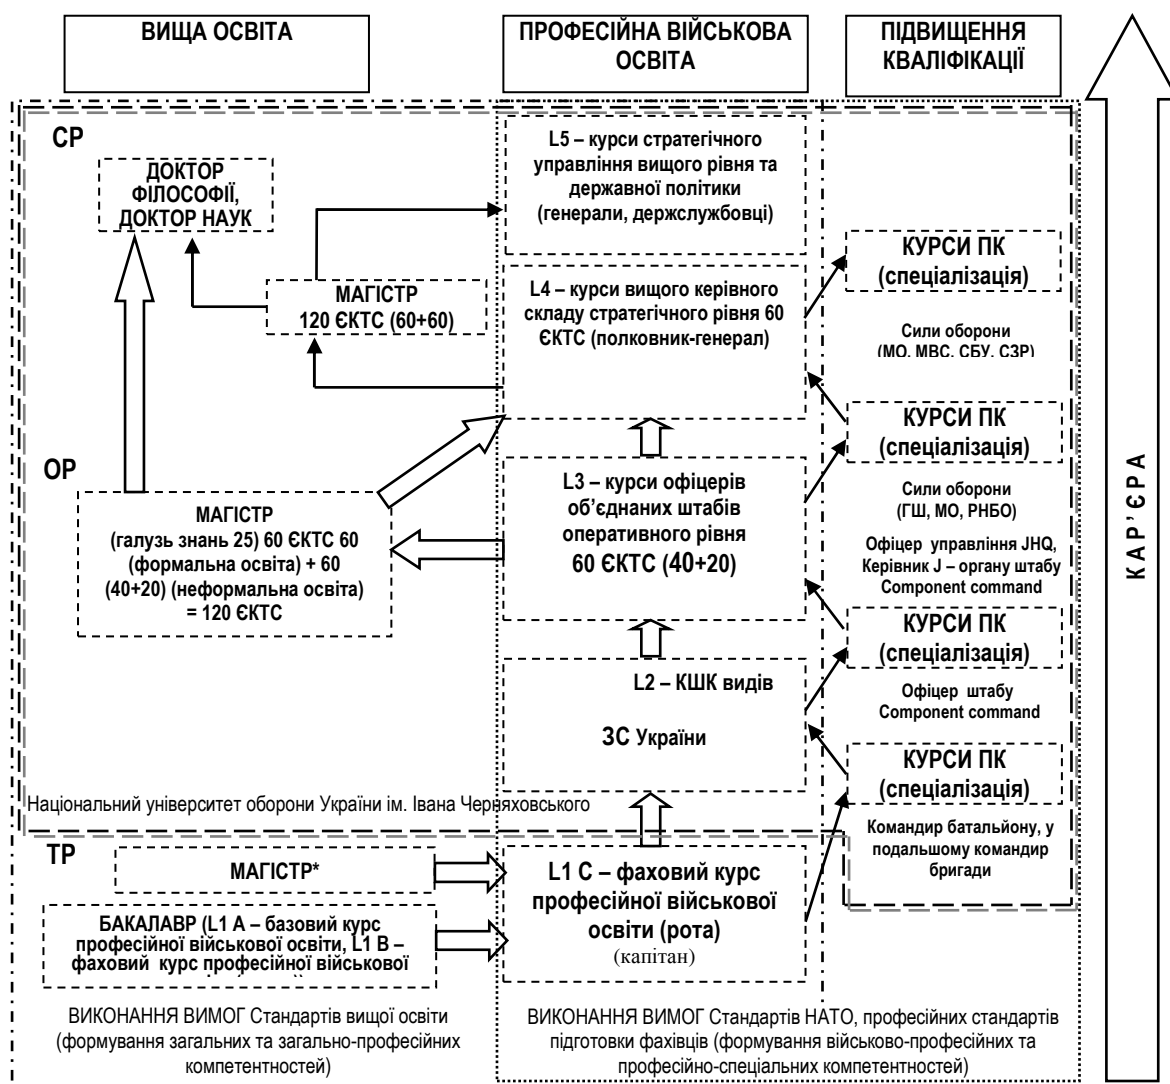 ВИЩА ОСВІТА
ПРОФЕСІЙНА ВІЙСЬКОВА
ОСВІТА
ПІДВИЩЕННЯ
КВАЛІФІКАЦІЇ
СР
ДОКТОР
ФІЛОСОФІЇ,
ДОКТОР НАУК
МАГІСТР
120 ЄКТС (60+60)
ОР
МАГІСТР
(галузь знань 25) 60 ЄКТС 60
(формальна освіта) + 60
(40+20) (неформальна освіта)
= 120 ЄКТС
L5 – курси стратегічного
управління вищого рівня та
державної політики
(генерали, держслужбовці)
L4 – курси вищого керівного
складу стратегічного рівня 60
ЄКТС (полковник-генерал)
L3 – курси офіцерів
об’єднаних штабів
оперативного рівня
60 ЄКТС (40+20)
L2 – КШК видів
ЗС України
КУРСИ ПК
(спеціалізація)
Сили оборони
(МО, МВС, СБУ, СЗР)
КУРСИ ПК
(спеціалізація)
Сили оборони
(ГШ, МО, РНБО)
Офіцер управління JHQ,
Керівник J – органу штабу
Component command
КУРСИ ПК
(спеціалізація)
Офіцер штабу
Component command
КУРСИ ПК
(спеціалізація)
Командир батальйону, у
подальшому командир
бригади
КАР’ЄРА
Національний університет оборони України ім. Івана Черняховського
ТР
МАГІСТР*
БАКАЛАВР (L1 А – базовий курс
професійної військової освіти, L1 В –
фаховий курс професійної військової
L1 С – фаховий курс
професійної військової
освіти (рота)
(капітан)
ВИКОНАННЯ ВИМОГ Стандартів вищої освіти
(формування загальних та загально-професійних
компетентностей)
ВИКОНАННЯ ВИМОГ Стандартів НАТО, професійних стандартів
підготовки фахівців (формування військово-професійних та
професійно-спеціальних компетентностей)